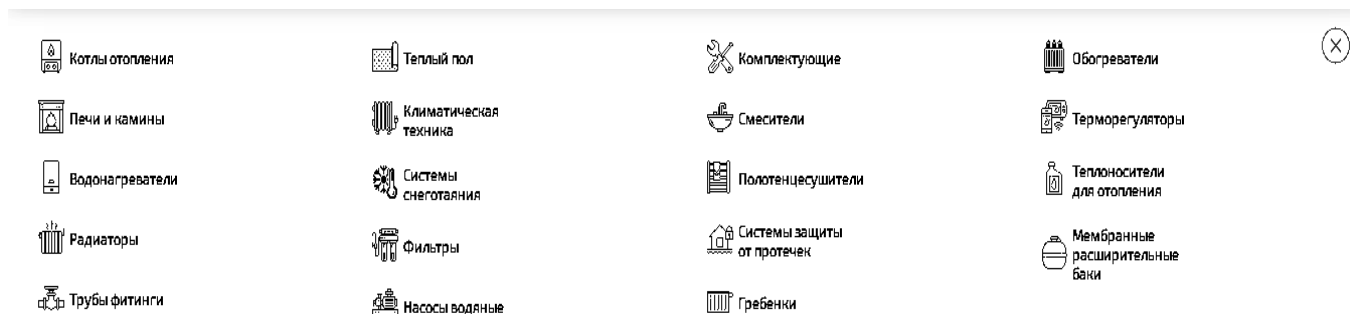 Котлы отопления
Печи и камины
Водонагреватели
Радиаторы
Трубы фитинги
Теплый пол
Климатическая
техника
Системы
снеготаяния
Фильтры
Насосы водяные
Комплектующие
Смесители
Полотенцесушители
Системы защиты
от протечек
Гребенки
Обогреватели
Терморегуляторы
Теплоносители
для отопления
Мембранные
расширительные
баки